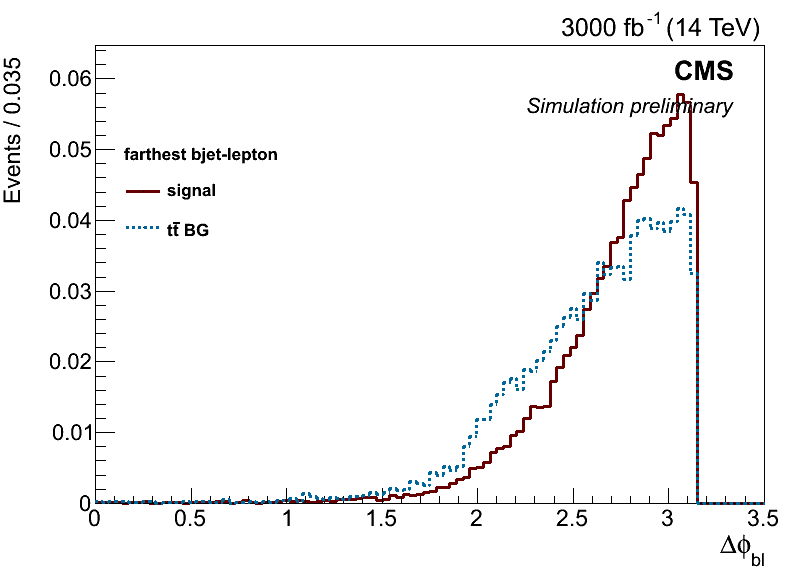 3000 fb⁻¹ (14 TeV)
CMS
Simulation preliminary
Events / 0.035
farthest bjet-lepton
signal
tt̄ BG
0.06
0.05
0.04
0.03
0.02
0.01
0
0 0.5 1 1.5 2 2.5 3 3.5
Δϕ_bl